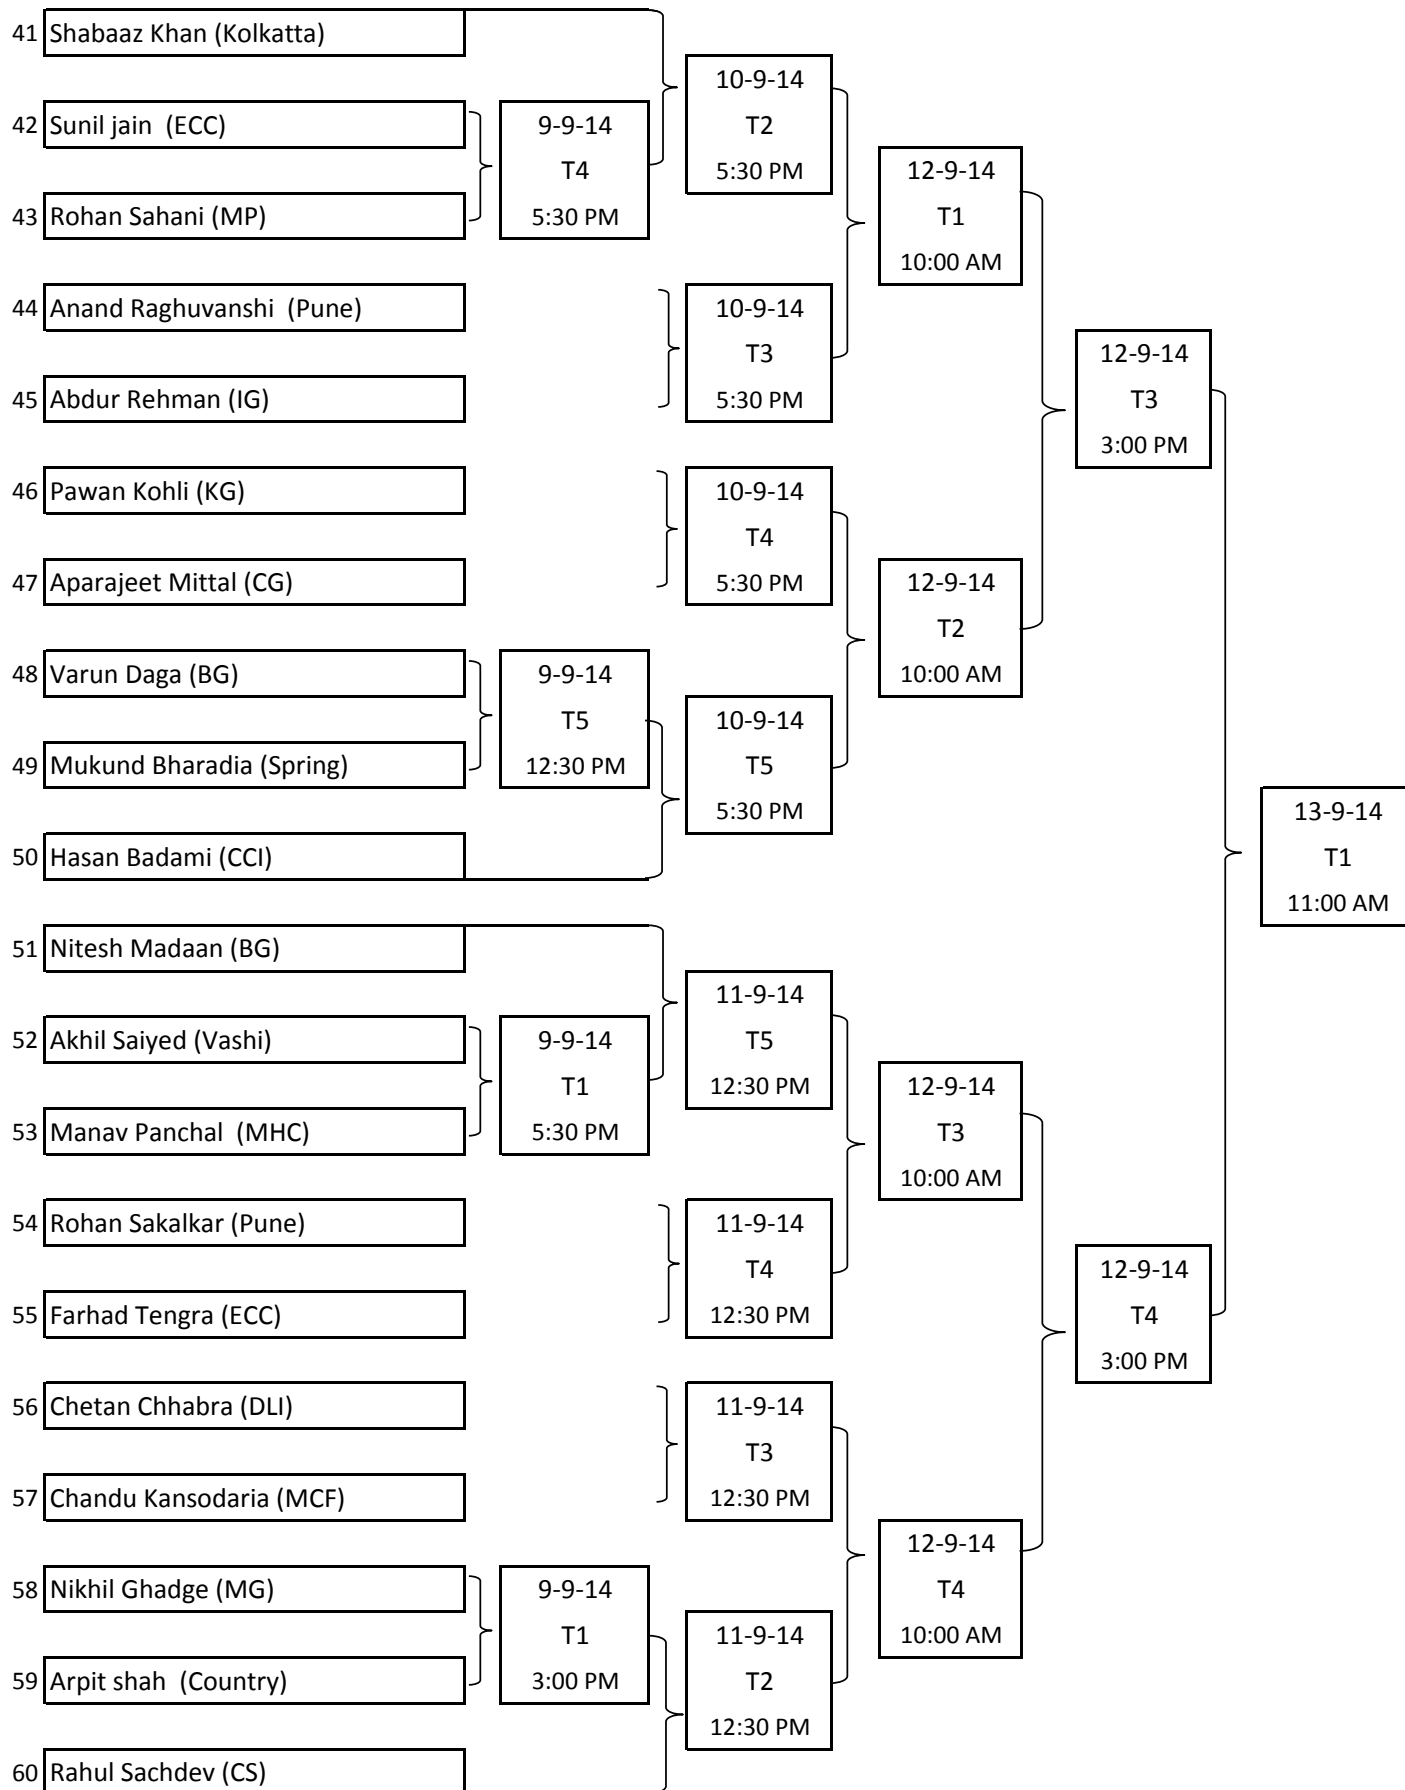 41 Shabaaz Khan (Kolkatta)
10-9-14
T2
5:30 PM
42 Sunil jain  (ECC)
9-9-14
T4
5:30 PM
43 Rohan Sahani (MP)
12-9-14
T1
10:00 AM
44 Anand Raghuvanshi  (Pune)
10-9-14
T3
5:30 PM
45 Abdur Rehman (IG)
12-9-14
T3
3:00 PM
46 Pawan Kohli (KG)
10-9-14
T4
5:30 PM
47 Aparajeet Mittal (CG)
12-9-14
T2
10:00 AM
48 Varun Daga (BG)
9-9-14
T5
12:30 PM
49 Mukund Bharadia (Spring)
10-9-14
T5
5:30 PM
50 Hasan Badami (CCI)
13-9-14
T1
11:00 AM
51 Nitesh Madaan (BG)
11-9-14
T5
12:30 PM
52 Akhil Saiyed (Vashi)
9-9-14
T1
5:30 PM
53 Manav Panchal  (MHC)
12-9-14
T3
10:00 AM
54 Rohan Sakalkar (Pune)
11-9-14
T4
12:30 PM
55 Farhad Tengra (ECC)
12-9-14
T4
3:00 PM
56 Chetan Chhabra (DLI)
11-9-14
T3
12:30 PM
57 Chandu Kansodaria (MCF)
12-9-14
T4
10:00 AM
58 Nikhil Ghadge (MG)
9-9-14
T1
3:00 PM
59 Arpit shah  (Country)
11-9-14
T2
12:30 PM
60 Rahul Sachdev (CS)